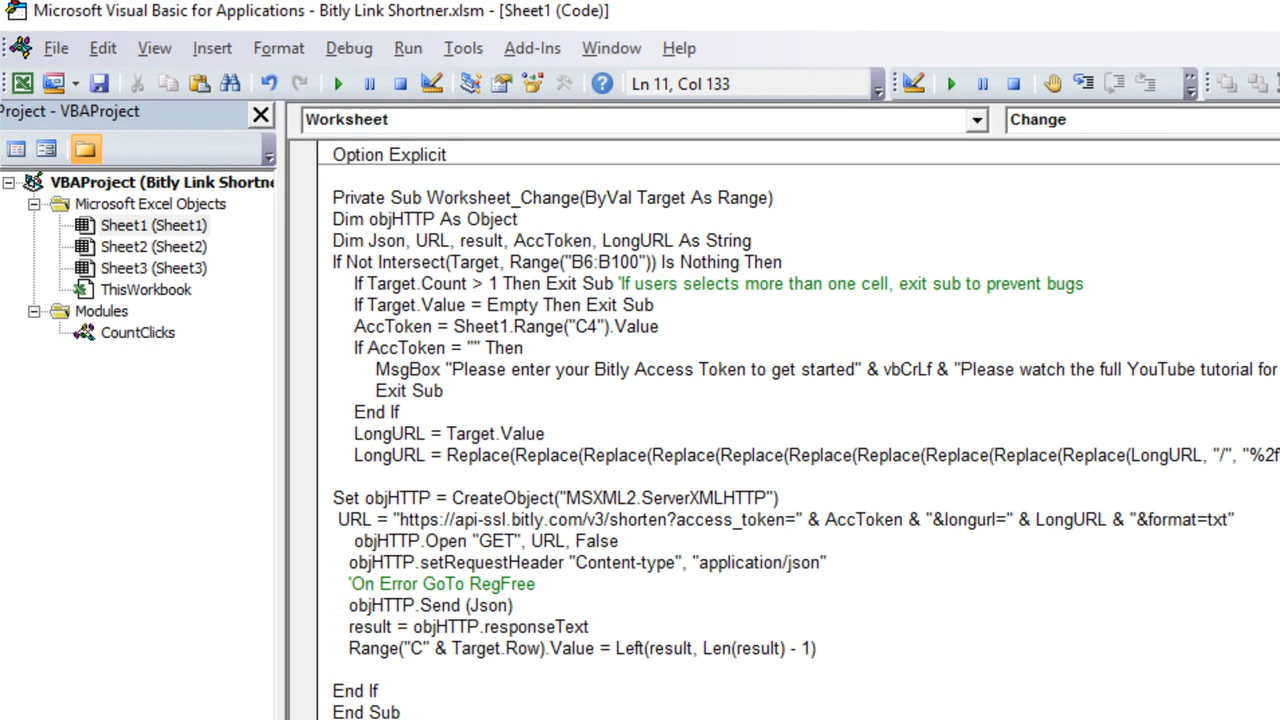 Microsoft Visual Basic for Applications - Bitly Link Shortner.xlsm - [Sheet1 (Code)]
File Edit View Insert Format Debug Run Tools Add-Ins Window Help
Ln 11, Col 133
Project - VBAProject
Worksheet
Change
VBAProject (Bitly Link Shortne
Microsoft Excel Objects
Sheet1 (Sheet1)
Sheet2 (Sheet2)
Sheet3 (Sheet3)
ThisWorkbook
Modules
CountClicks
Option Explicit
Private Sub Worksheet_Change(ByVal Target As Range)
Dim objHTTP As Object
Dim Json, URL, result, AccToken, LongURL As String
If Not Intersect(Target, Range("B6:B100")) Is Nothing Then
If Target.Count > 1 Then Exit Sub 'If users selects more than one cell, exit sub to prevent bugs
If Target.Value = Empty Then Exit Sub
AccToken = Sheet1.Range("C4").Value
If AccToken = "" Then
MsgBox "Please enter your Bitly Access Token to get started" & vbCrLf & "Please watch the full YouTube tutorial for
Exit Sub
End If
LongURL = Target.Value
LongURL = Replace(Replace(Replace(Replace(Replace(Replace(Replace(Replace(Replace(Replace(LongURL, "/", "%2f
Set objHTTP = CreateObject("MSXML2.ServerXMLHTTP")
URL = "https://api-ssl.bitly.com/v3/shorten?access_token=" & AccToken & "&longurl=" & LongURL & "&format=txt"
objHTTP.Open "GET", URL, False
objHTTP.setRequestHeader "Content-type", "application/json"
'On Error GoTo RegFree
objHTTP.Send (Json)
result = objHTTP.responseText
Range("C" & Target.Row).Value = Left(result, Len(result) - 1)
End If
End Sub